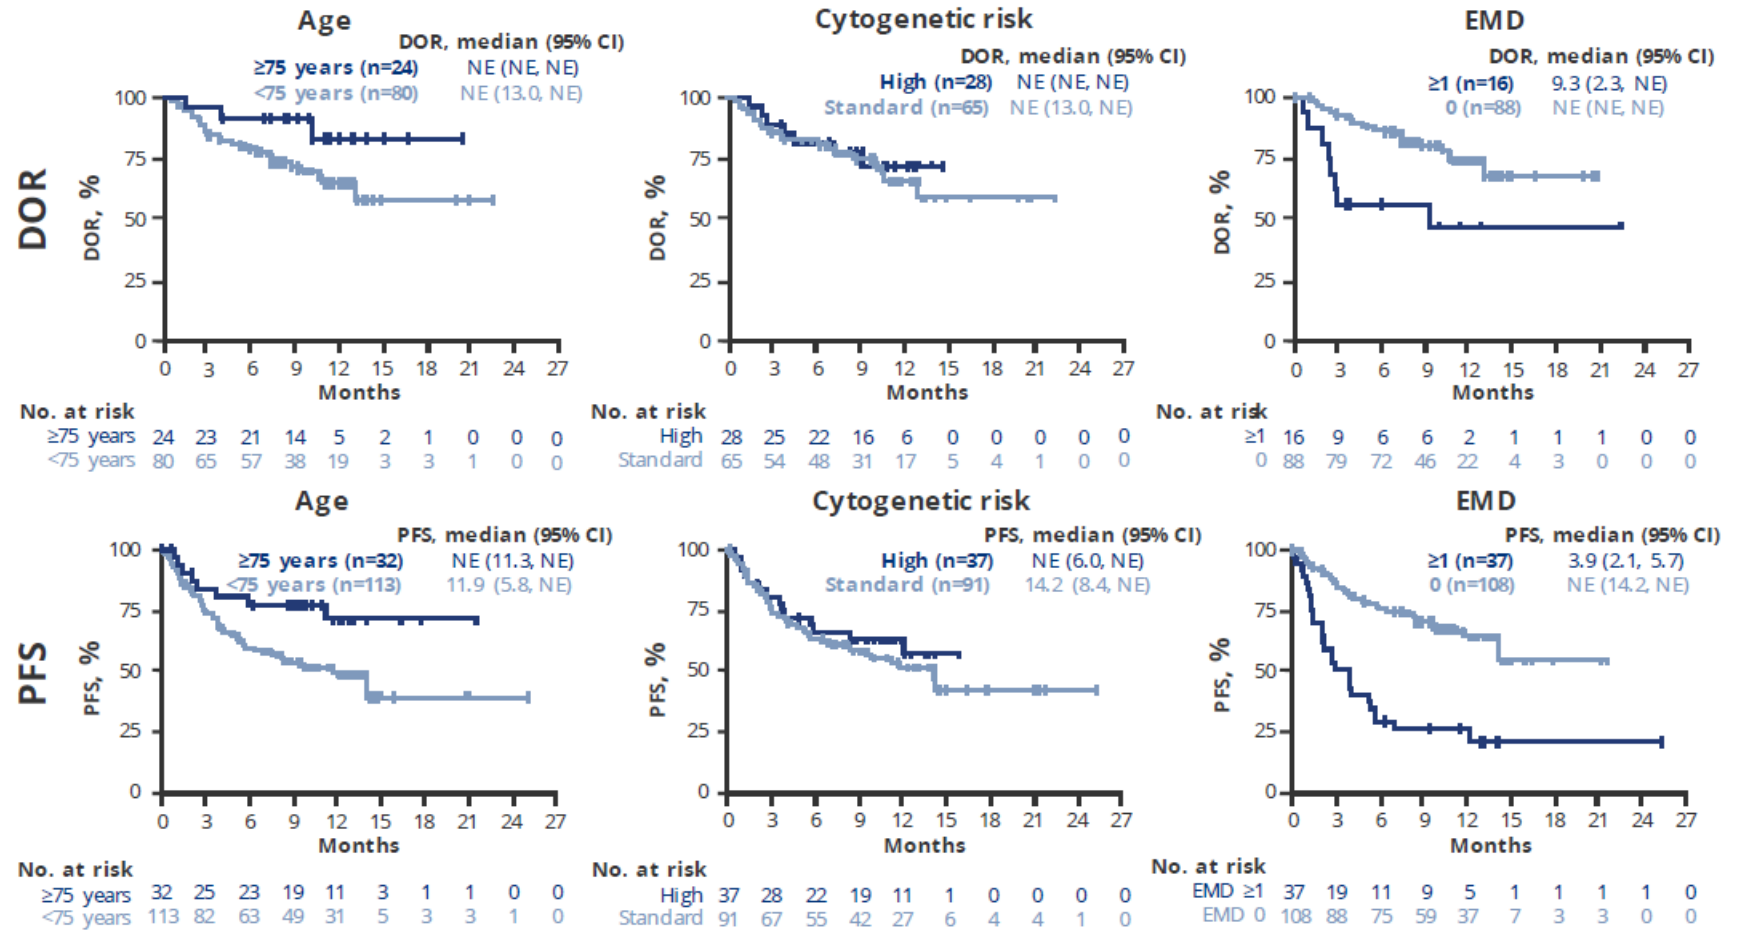 DOR
Age
DOR, median (95% CI)
≥75 years (n=24) NE (NE, NE)
<75 years (n=80) NE (13.0, NE)
DOR, %
100
75
50
25
0
0 3 6 9 12 15 18 21 24 27
Months
No. at risk
≥75 years 24 23 21 14 5 2 1 0 0 0
<75 years 80 65 57 38 19 3 3 1 0 0
Cytogenetic risk
DOR, median (95% CI)
High (n=28) NE (NE, NE)
Standard (n=65) NE (13.0, NE)
DOR, %
100
75
50
25
0
0 3 6 9 12 15 18 21 24 27
Months
No. at risk
High 28 25 22 16 6 0 0 0 0 0
Standard 65 54 48 31 17 5 4 1 0 0
EMD
DOR, median (95% CI)
≥1 (n=16) 9.3 (2.3, NE)
0 (n=88) NE (NE, NE)
DOR, %
100
75
50
25
0
0 3 6 9 12 15 18 21 24 27
Months
No. at risk
≥1 16 9 6 6 2 1 1 1 0 0
0 88 79 72 46 22 4 3 0 0 0
PFS
Age
PFS, median (95% CI)
≥75 years (n=32) NE (11.3, NE)
<75 years (n=113) 11.9 (5.8, NE)
PFS, %
100
75
50
25
0
0 3 6 9 12 15 18 21 24 27
Months
No. at risk
≥75 years 32 25 23 19 11 3 1 1 0 0
<75 years 113 82 63 49 31 5 3 3 1 0
Cytogenetic risk
PFS, median (95% CI)
High (n=37) NE (6.0, NE)
Standard (n=91) 14.2 (8.4, NE)
PFS, %
100
75
50
25
0
0 3 6 9 12 15 18 21 24 27
Months
No. at risk
High 37 28 22 19 11 1 0 0 0 0
Standard 91 67 55 42 27 6 4 4 1 0
EMD
PFS, median (95% CI)
≥1 (n=37) 3.9 (2.1, 5.7)
0 (n=108) NE (14.2, NE)
PFS, %
100
75
50
25
0
0 3 6 9 12 15 18 21 24 27
Months
No. at risk
EMD ≥1 37 19 11 9 5 1 1 1 1 0
EMD 0 108 88 75 59 37 7 3 3 0 0